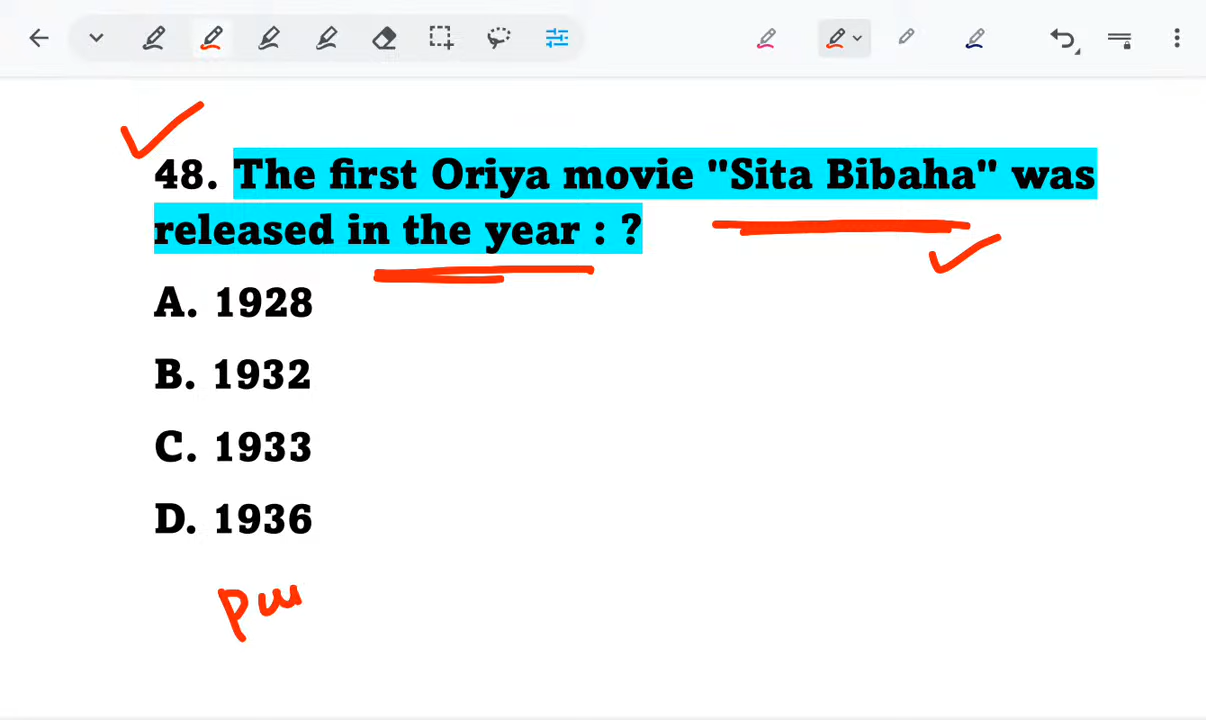 48. The first Oriya movie "Sita Bibaha" was
released in the year : ?
A. 1928
B. 1932
C. 1933
D. 1936